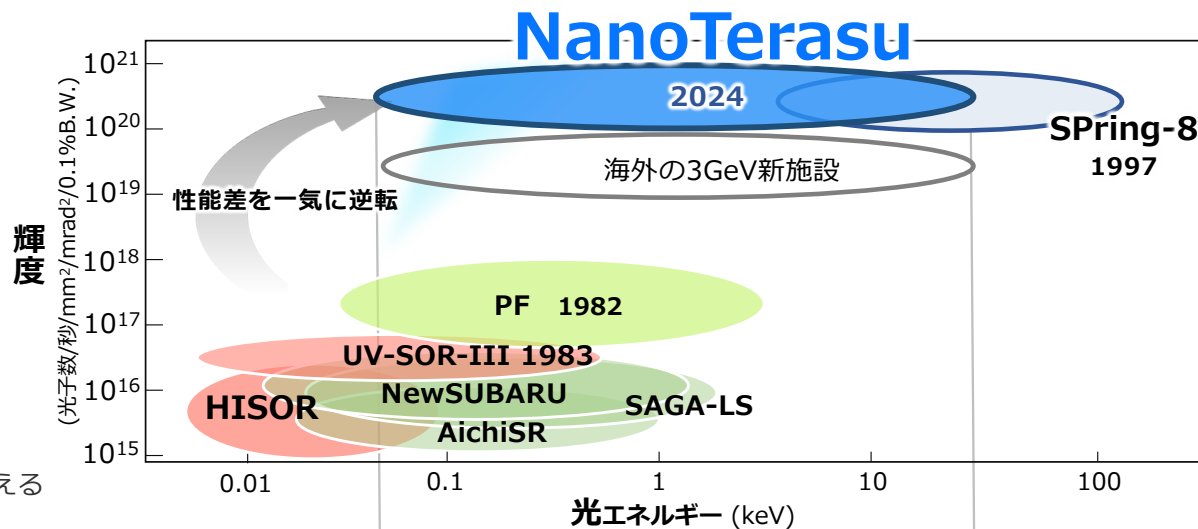 NanoTerasu
10²¹
2024
10²⁰
SPring-8
1997
海外の3GeV新施設
10¹⁹
性能差を一気に逆転
輝度
(光子数/秒/mm²/mrad²/0.1%B.W.)
10¹⁸
PF 1982
10¹⁷
UV-SOR-III 1983
10¹⁶
NewSUBARU
HISOR
SAGA-LS
AichiSR
10¹⁵
える
0.01
0.1
1
10
100
光エネルギー (keV)